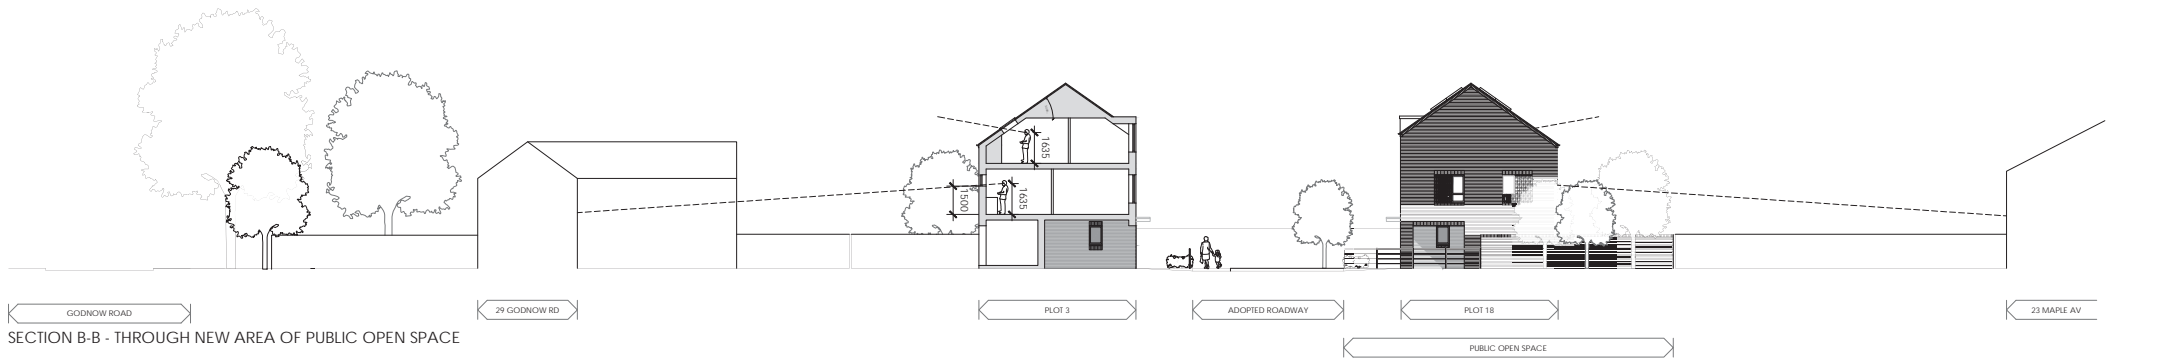 1635
1635
1500
GODNOW ROAD
29 GODNOW RD
PLOT 3
ADOPTED ROADWAY
PLOT 18
23 MAPLE AV
SECTION B-B - THROUGH NEW AREA OF PUBLIC OPEN SPACE
PUBLIC OPEN SPACE